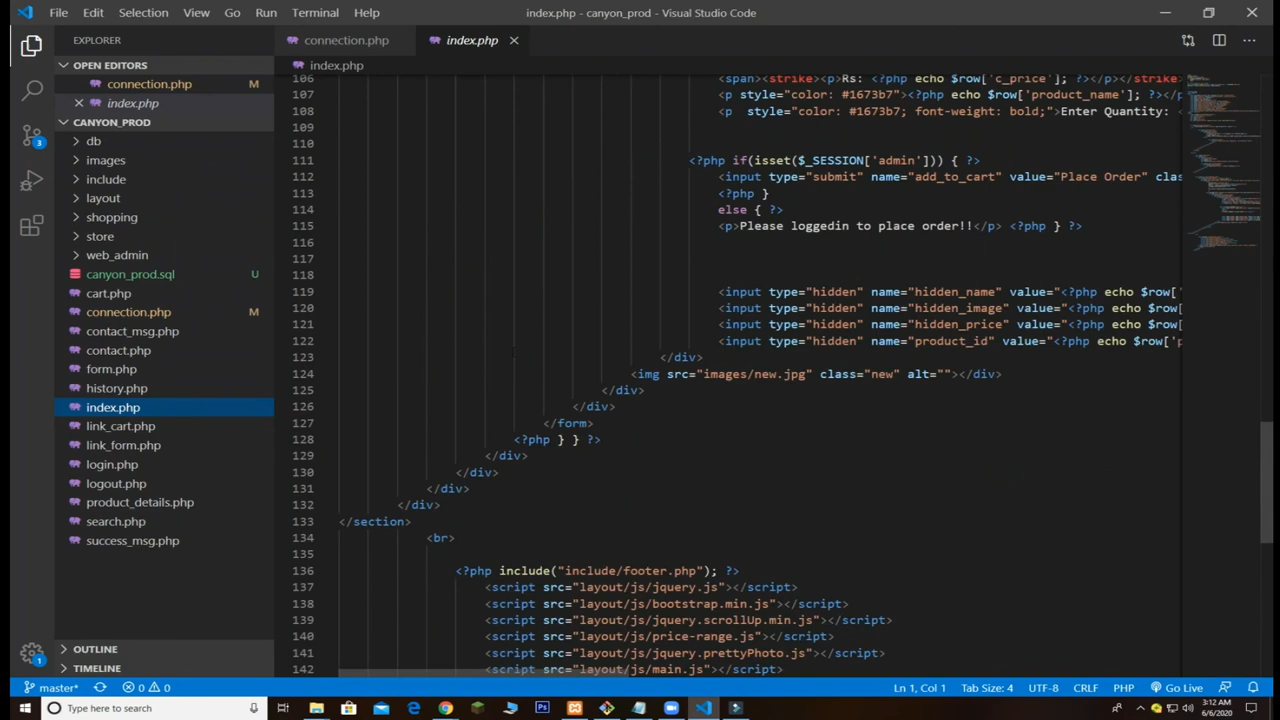 File Edit Selection View Go Run Terminal Help
index.php - canyon_prod - Visual Studio Code
EXPLORER
OPEN EDITORS
connection.php M
index.php
CANYON_PROD
db
images
include
layout
shopping
store
web_admin
canyon_prod.sql U
cart.php
connection.php M
contact_msg.php
contact.php
form.php
history.php
index.php
link_cart.php
link_form.php
login.php
logout.php
product_details.php
search.php
success_msg.php
OUTLINE
TIMELINE
3
1
connection.php index.php
index.php
106 <span><strike><p>Rs: <?php echo $row['c_price']; ?></p></strike
107 <p style="color: #1673b7"><?php echo $row['product_name']; ?></p
108 <p  style="color: #1673b7; font-weight: bold;">Enter Quantity: <
109
110
111 <?php if(isset($_SESSION['admin'])) { ?>
112 <input type="submit" name="add_to_cart" value="Place Order" clas
113 <?php }
114 else { ?>
115 <p>Please loggedin to place order!!</p> <?php } ?>
116
117
118
119 <input type="hidden" name="hidden_name" value="<?php echo $row['
120 <input type="hidden" name="hidden_image" value="<?php echo $row[
121 <input type="hidden" name="hidden_price" value="<?php echo $row[
122 <input type="hidden" name="product_id" value="<?php echo $row['p
123 </div>
124 <img src="images/new.jpg" class="new" alt=""></div>
125 </div>
126 </div>
127 </form>
128 <?php } } ?>
129 </div>
130 </div>
131 </div>
132 </div>
133 </section>
134 <br>
135
136 <?php include("include/footer.php"); ?>
137 <script src="layout/js/jquery.js"></script>
138 <script src="layout/js/bootstrap.min.js"></script>
139 <script src="layout/js/jquery.scrollUp.min.js"></script>
140 <script src="layout/js/price-range.js"></script>
141 <script src="layout/js/jquery.prettyPhoto.js"></script>
142 <script src="layout/js/main.js"></script>
master* 0 0 Ln 1, Col 1 Tab Size: 4 UTF-8 CRLF PHP Go Live
Type here to search
3:12 AM
6/6/2020